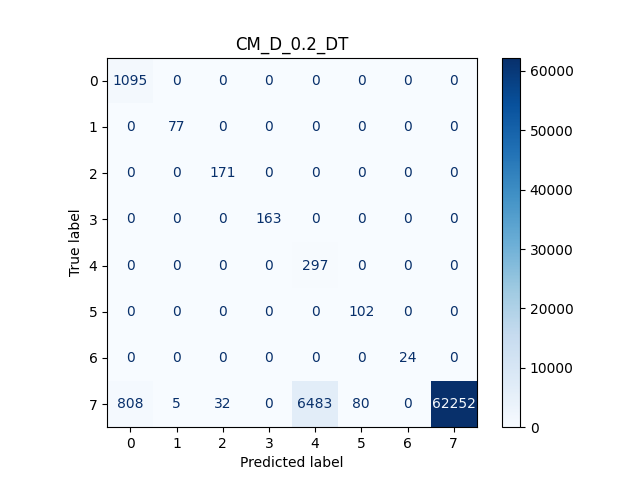 CM_D_0.2_DT
0 1095 0 0 0 0 0 0 0
1 0 77 0 0 0 0 0 0
2 0 0 171 0 0 0 0 0
3 0 0 0 163 0 0 0 0
4 0 0 0 0 297 0 0 0
5 0 0 0 0 0 102 0 0
6 0 0 0 0 0 0 24 0
7 808 5 32 0 6483 80 0 62252
0 1 2 3 4 5 6 7
Predicted label
True label
60000
50000
40000
30000
20000
10000
0